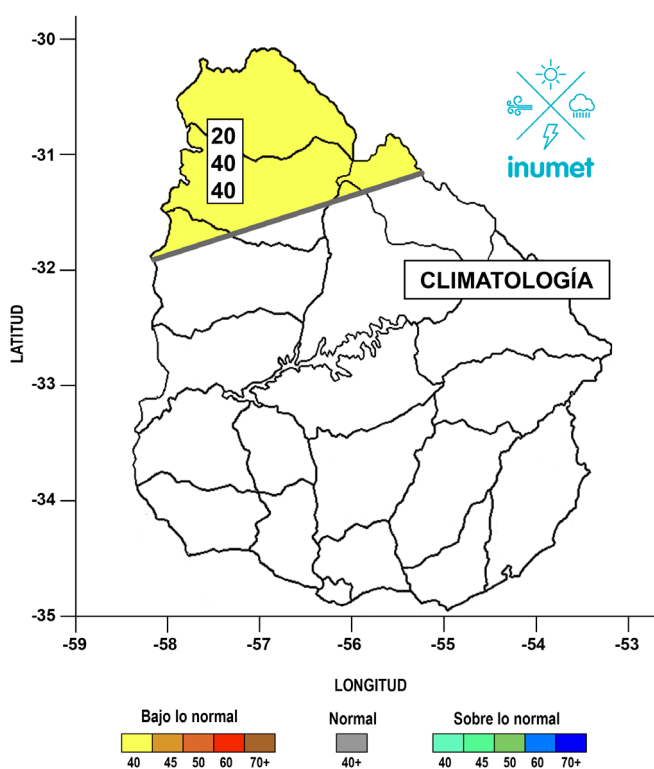 -30
-31
-32
-33
-34
-35
LATITUD
20
40
40
inumet
CLIMATOLOGÍA
-59 -58 -57 -56 -55 -54 -53
LONGITUD
Bajo lo normal
40 45 50 60 70+
Normal
40+
Sobre lo normal
40 45 50 60 70+